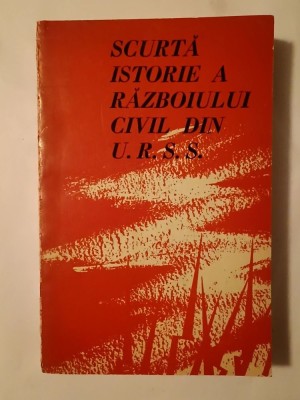 SCURTĂ
ISTORIE A
RĂZBOIULUI
CIVIL DIN
U. R. S. S.